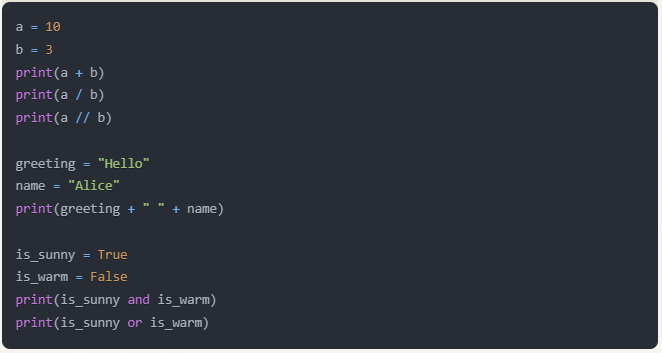 a = 10
b = 3
print(a + b)
print(a / b)
print(a // b)
greeting = "Hello"
name = "Alice"
print(greeting + " " + name)
is_sunny = True
is_warm = False
print(is_sunny and is_warm)
print(is_sunny or is_warm)